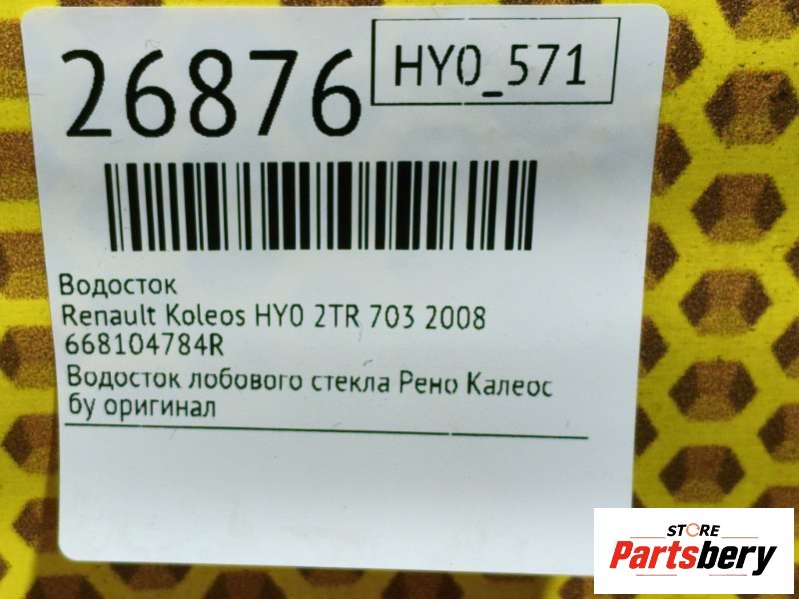 26876
HY0_571
Водосток
Renault Koleos HY0 2TR 703 2008
668104784R
Водосток лобового стекла Рено Калеос
бу оригинал
STORE
Partsbery